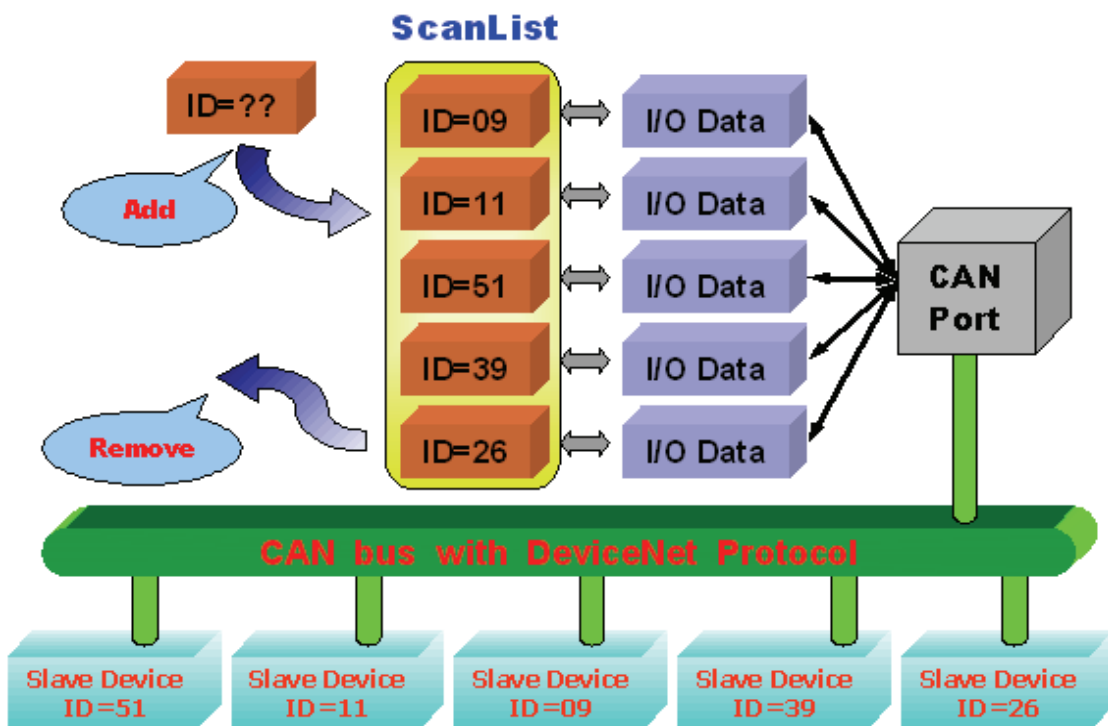 ScanList
ID=??
Add
Remove
ID=09
I/O Data
ID=11
I/O Data
ID=51
I/O Data
ID=39
I/O Data
ID=26
I/O Data
CAN
Port
CAN bus with DeviceNet Protocol
Slave Device
ID=51
Slave Device
ID=11
Slave Device
ID=09
Slave Device
ID=39
Slave Device
ID=26